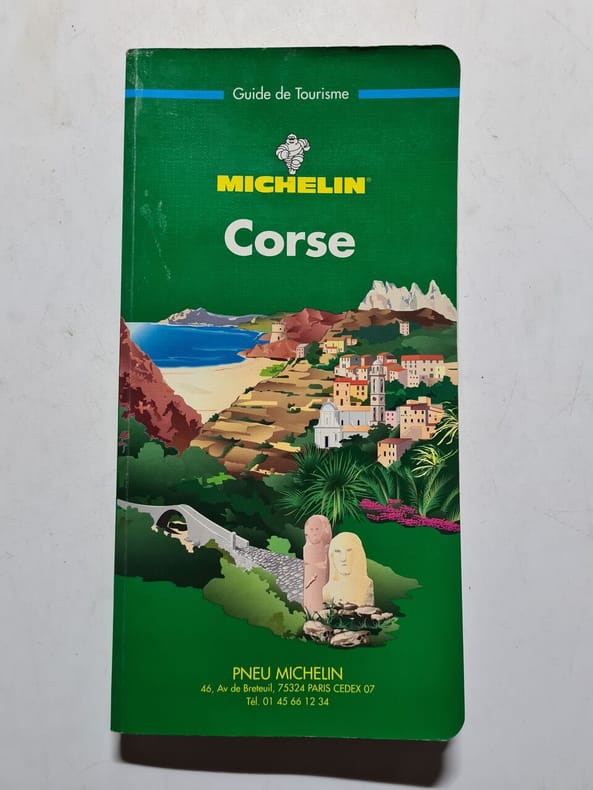 Guide de Tourisme
MICHELIN®
Corse
PNEU MICHELIN
46, Av de Breteuil, 75324 PARIS CEDEX 07
Tél. 01 45 66 12 34